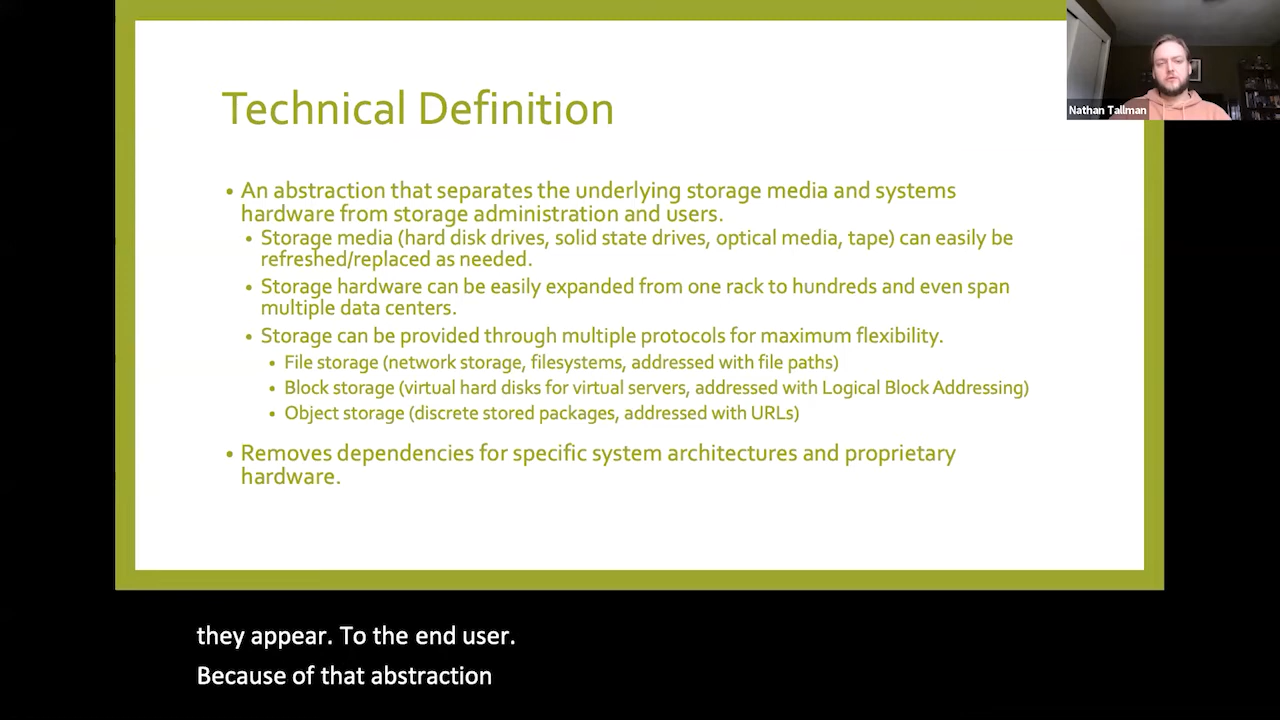 Technical Definition
Nathan Tallman
• An abstraction that separates the underlying storage media and systems
hardware from storage administration and users.
• Storage media (hard disk drives, solid state drives, optical media, tape) can easily be
refreshed/replaced as needed.
• Storage hardware can be easily expanded from one rack to hundreds and even span
multiple data centers.
• Storage can be provided through multiple protocols for maximum flexibility.
• File storage (network storage, filesystems, addressed with file paths)
• Block storage (virtual hard disks for virtual servers, addressed with Logical Block Addressing)
• Object storage (discrete stored packages, addressed with URLs)
• Removes dependencies for specific system architectures and proprietary
hardware.
they appear. To the end user.
Because of that abstraction